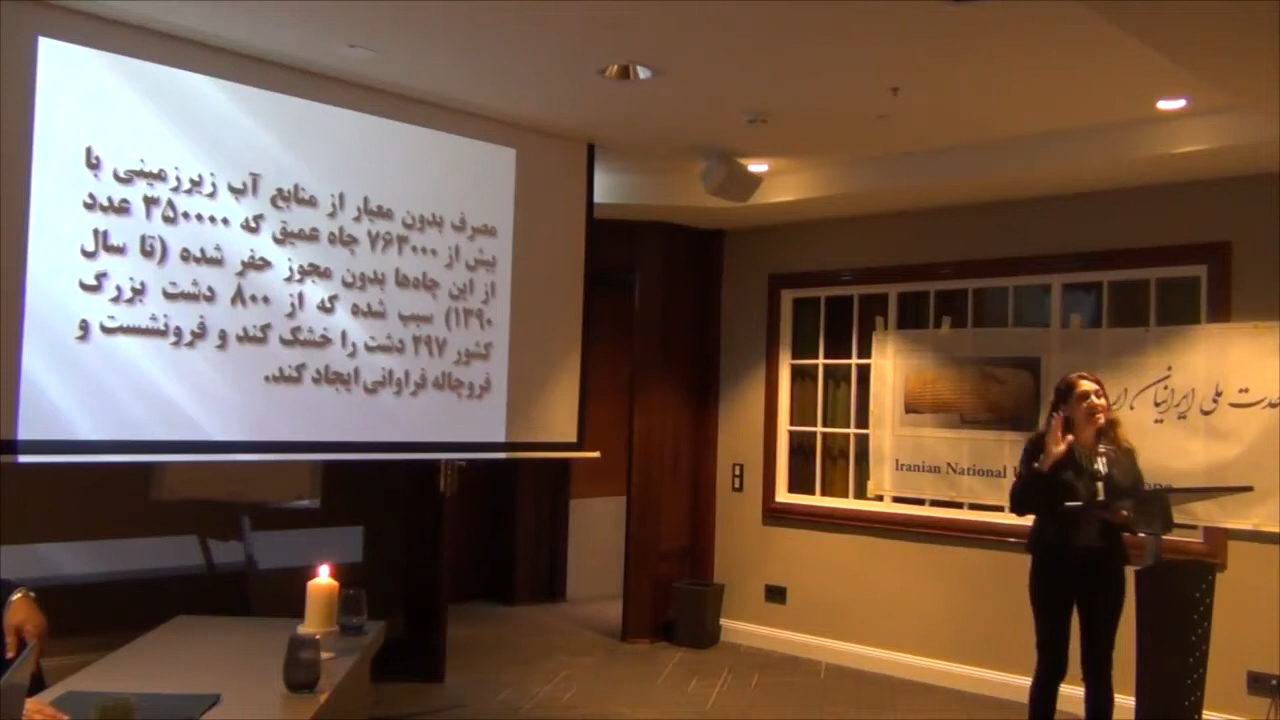 مصرف بدون معیار از منابع آب زیرزمینی با
بیش از ۷۶۳۰۰۰ چاه عمیق که ۳۵۰۰۰۰ عدد
از این چاه‌ها بدون مجوز حفر شده (تا سال
۱۳۹۰) سبب شده که از ۸۰۰ دشت بزرگ
کشور ۲۹۷ دشت را خشک کند و فرونشست و
فروچاله فراوانی ایجاد کند.
ملی ایرانیان
Iranian National